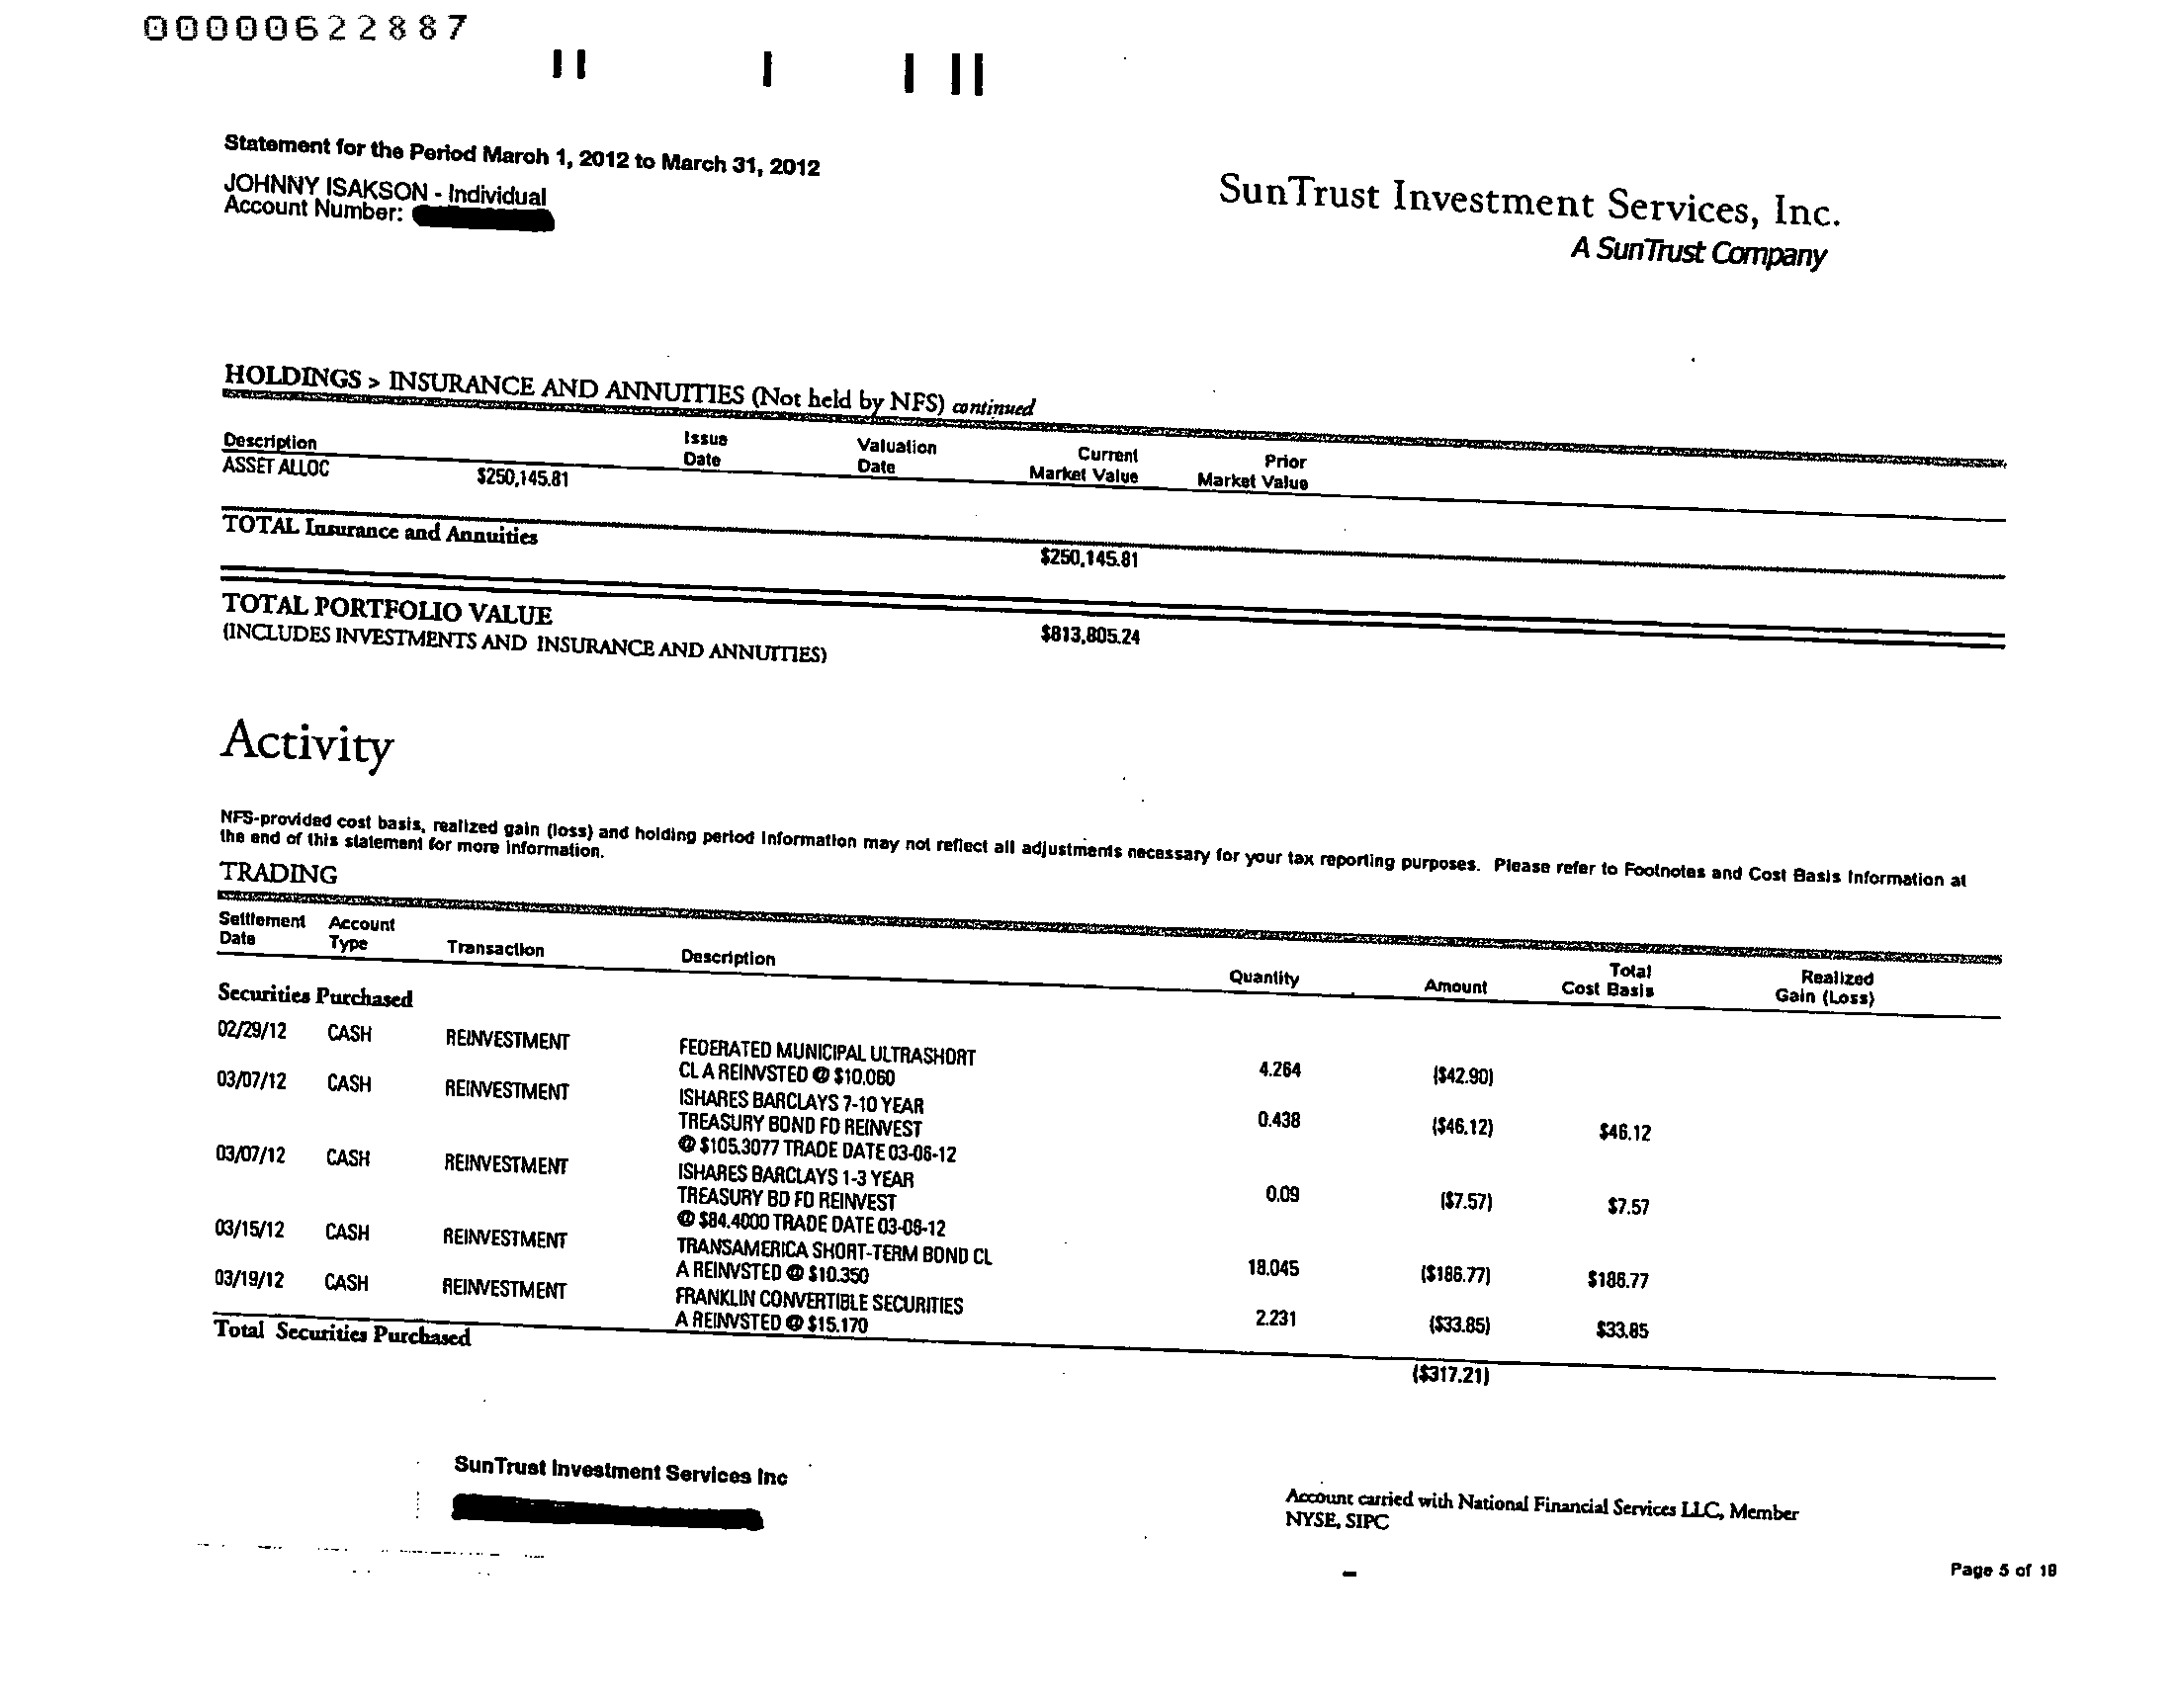 00000622887
Statement for the Period March 1, 2012 to March 31, 2012
JOHNNY ISAKSON - Individual
Account Number:
SunTrust Investment Services, Inc.
A SunTrust Company
HOLDINGS > INSURANCE AND ANNUITIES (Not held by NFS) continued
Description Issue Date Valuation Date Current Market Value Prior Market Value
ASSET ALLOC $250,145.81
TOTAL Insurance and Annuities $250,145.81
TOTAL PORTFOLIO VALUE $813,805.24
(INCLUDES INVESTMENTS AND INSURANCE AND ANNUITIES)
Activity
NFS-provided cost basis, realized gain (loss) and holding period information may not reflect all adjustments necessary for your tax reporting purposes. Please refer to Footnotes and Cost Basis Information at
the end of this statement for more information.
TRADING
Settlement Date Account Type Transaction Description Quantity Amount Total Cost Basis Realized Gain (Loss)
Securities Purchased
02/29/12 CASH REINVESTMENT FEDERATED MUNICIPAL ULTRASHORT 4.264 ($42.90)
CL A REINVSTED @ $10.060
03/07/12 CASH REINVESTMENT ISHARES BARCLAYS 7-10 YEAR 0.438 ($46.12) $46.12
TREASURY BOND FD REINVEST
@ $105.3077 TRADE DATE 03-06-12
03/07/12 CASH REINVESTMENT ISHARES BARCLAYS 1-3 YEAR 0.09 ($7.57) $7.57
TREASURY BD FD REINVEST
@ $84.4000 TRADE DATE 03-06-12
03/15/12 CASH REINVESTMENT TRANSAMERICA SHORT-TERM BOND CL 18.045 ($186.77) $186.77
A REINVSTED @ $10.350
03/19/12 CASH REINVESTMENT FRANKLIN CONVERTIBLE SECURITIES 2.231 ($33.85) $33.85
A REINVSTED @ $15.170
Total Securities Purchased ($317.21)
SunTrust Investment Services Inc
Account carried with National Financial Services LLC, Member
NYSE, SIPC
Page 5 of 18